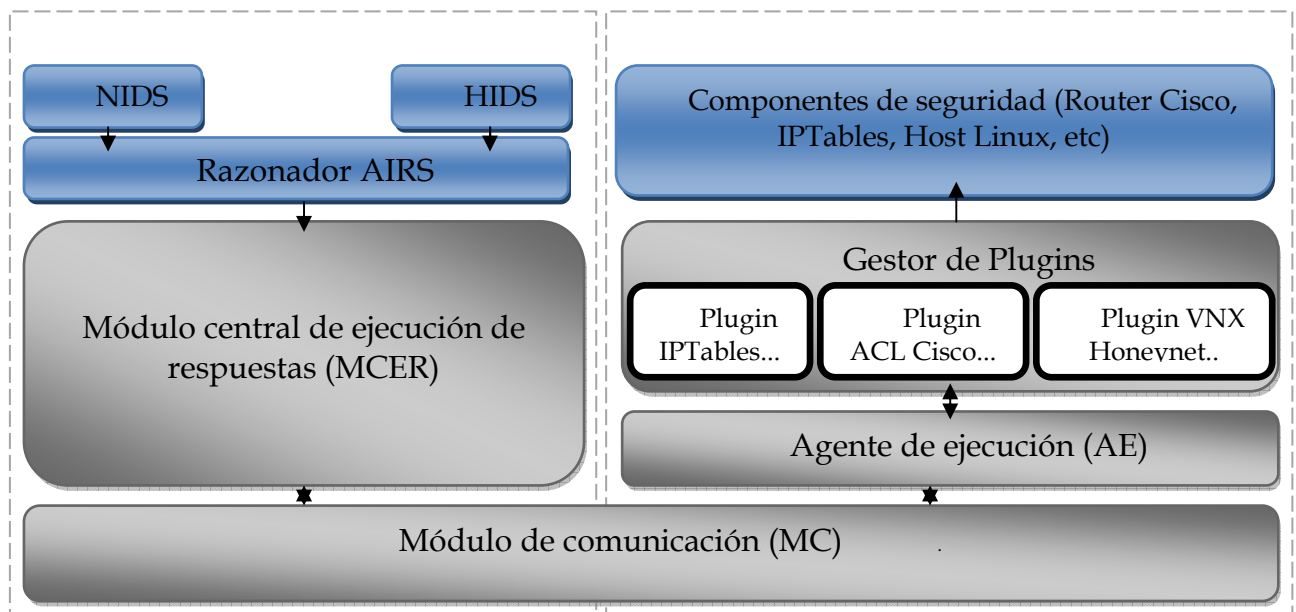 NIDS
HIDS
Razonador AIRS
Módulo central de ejecución de
respuestas (MCER)
Componentes de seguridad (Router Cisco,
IPTables, Host Linux, etc)
Gestor de Plugins
Plugin
IPTables...
Plugin
ACL Cisco...
Plugin VNX
Honeynet..
Agente de ejecución (AE)
Módulo de comunicación (MC)
.